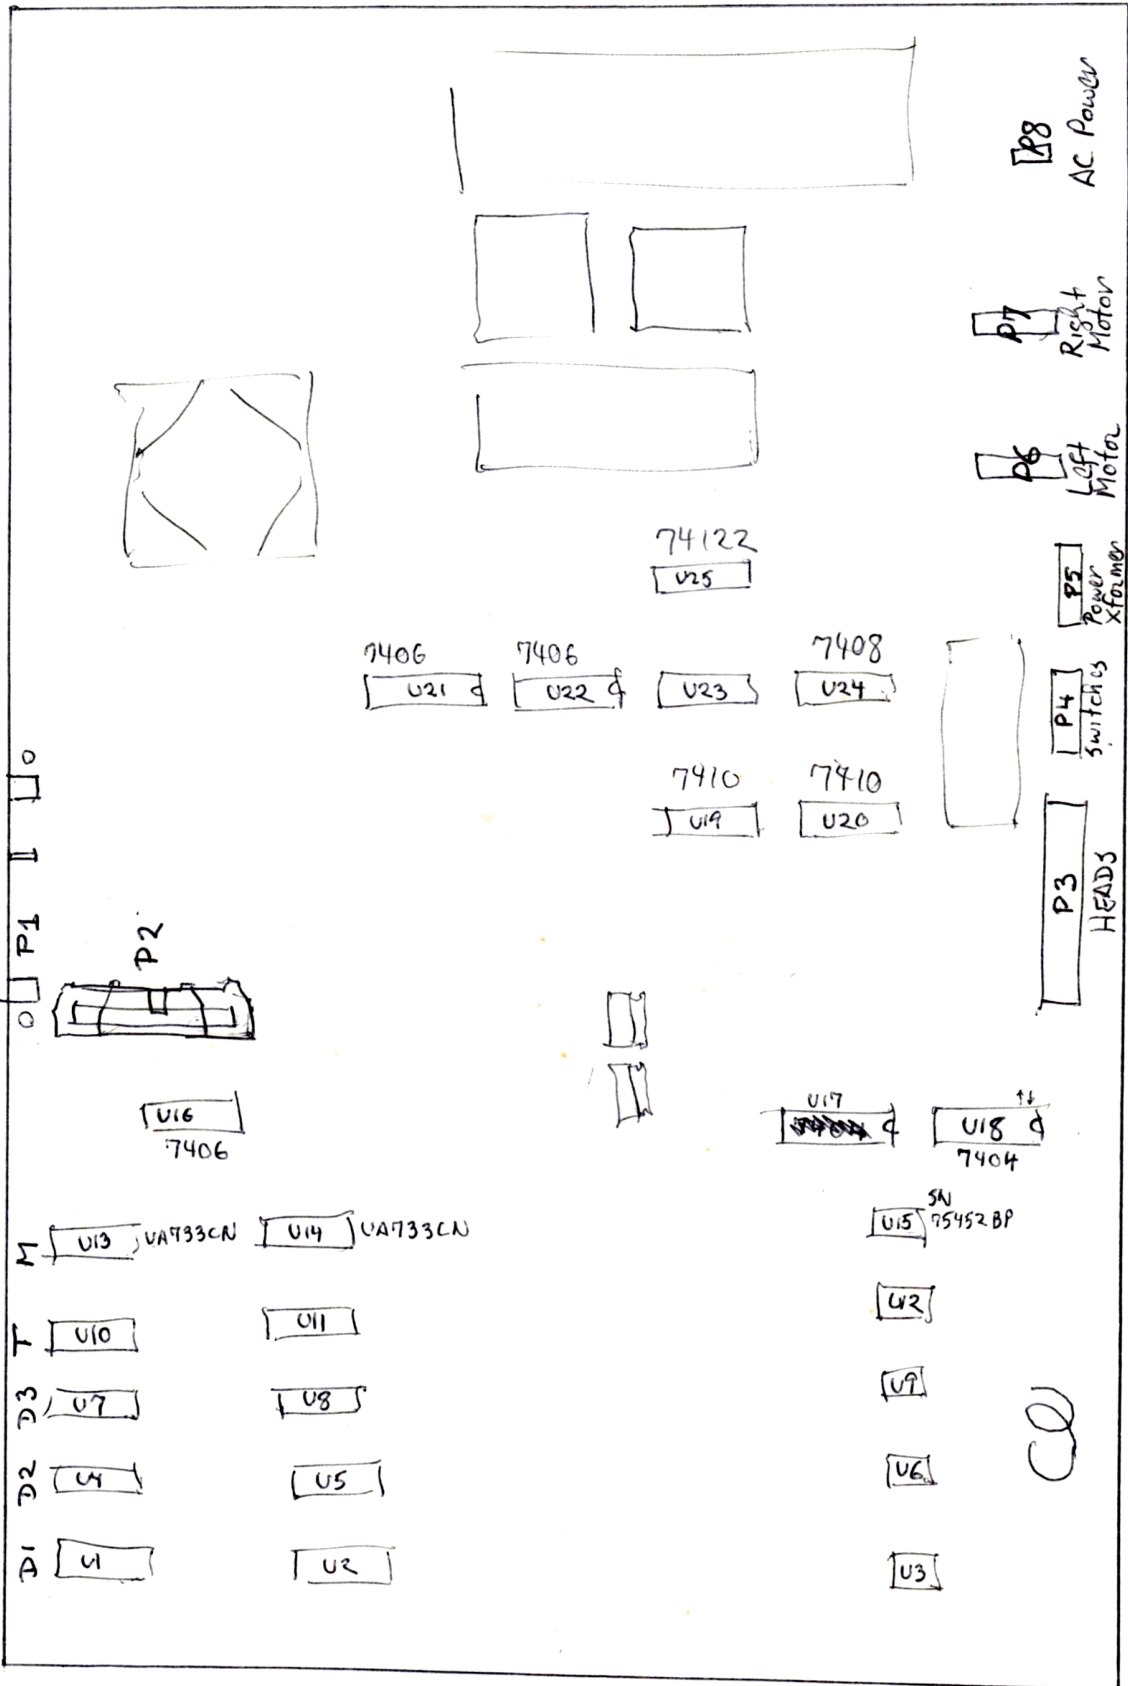 P8
AC Power
P7
Right
Motor
P6
Left
Motor
74122
U25
P5
Power
Xformer
7406
7406
7408
U21
U22
U23
U24
P4
Switches
O
7410
7410
U19
U20
P3
HEADS
P1
P2
O
U16
7406
U17
U18
7404
M
U13
UA733CN
U14
UA733CN
U15
SN
75452BP
T
U10
U11
U12
D3
U7
U8
U9
D2
U4
U5
U6
D1
U1
U2
U3